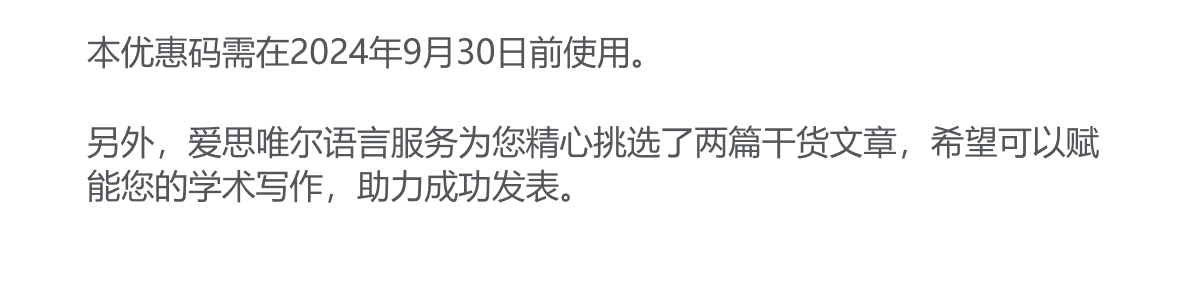 本优惠码需在2024年9月30日前使用。
另外，爱思唯尔语言服务为您精心挑选了两篇干货文章，希望可以赋
能您的学术写作，助力成功发表。